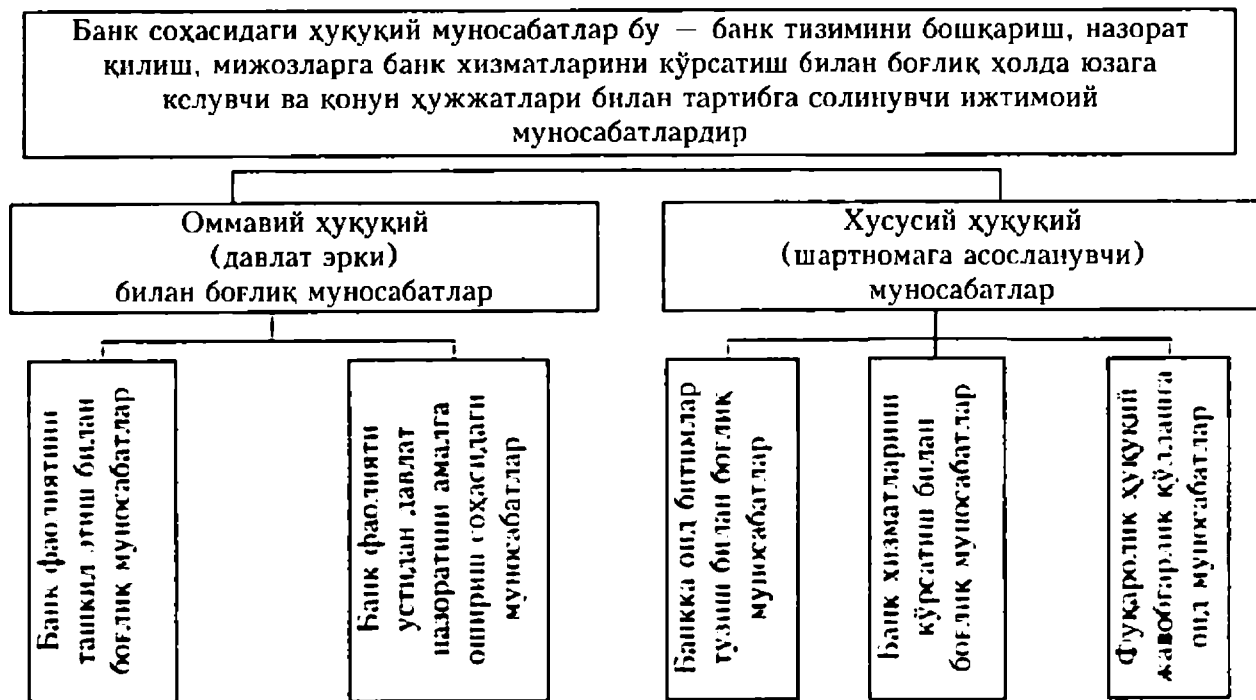 Банк соҳасидаги ҳуқуқий муносабатлар бу — банк тизимини бошқариш, назорат
қилиш, мижозларга банк хизматларини кўрсатиш билан боғлиқ ҳолда юзага
келувчи ва қонун ҳужжатлари билан тартибга солинувчи ижтимоий
муносабатлардир
Оммавий ҳуқуқий
(давлат эрки)
билан боғлиқ муносабатлар
Хусусий ҳуқуқий
(шартномага асосланувчи)
муносабатлар
Банк фаолиятини
ташкил этиш билан
боғлиқ муносабатлар
Банк фаолияти
устидан давлат
назоратини амалга
ошириш соҳасидаги
муносабатлар
Банкка оид битимлар
тузиш билан боғлиқ
муносабатлар
Банк хизматларини
кўрсатиш билан
боғлиқ муносабатлар
Фуқаролик ҳуқуқий
жавобгарлик қўллашга
оид муносабатлар